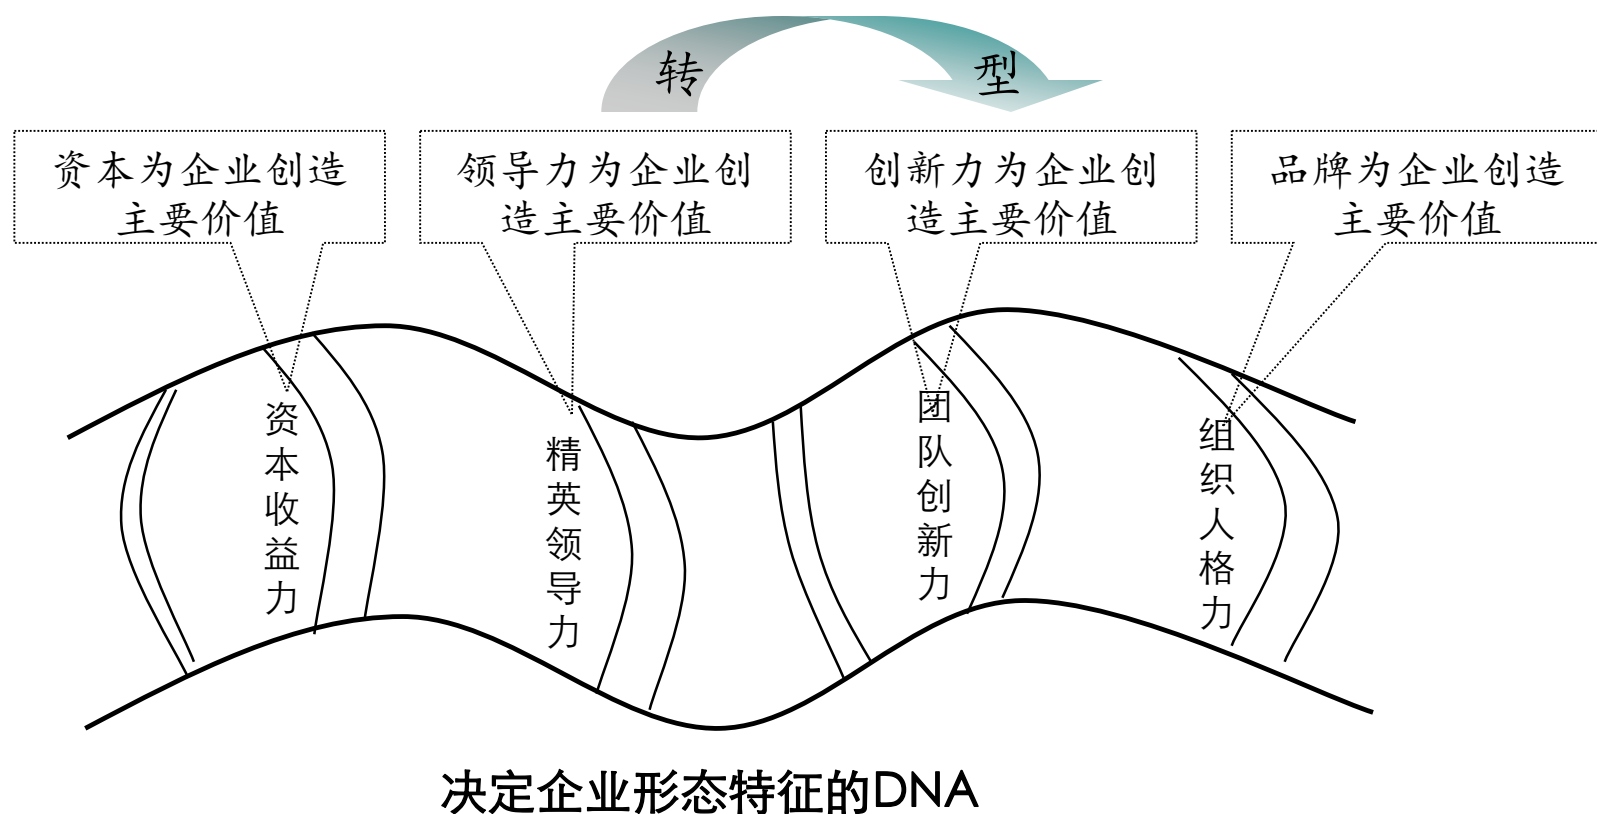 转 型
资本为企业创造
主要价值
领导力为企业创
造主要价值
创新力为企业创
造主要价值
品牌为企业创造
主要价值
资本收益力
精英领导力
团队创新力
组织人格力
决定企业形态特征的DNA